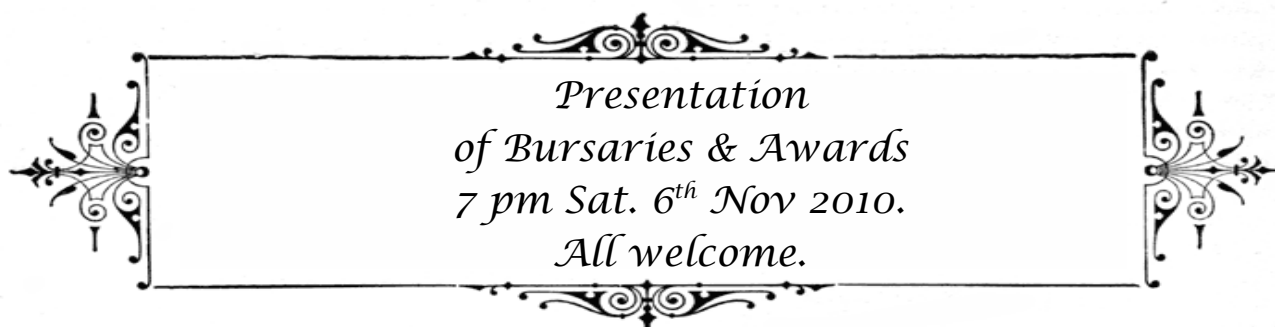 Presentation
of Bursaries & Awards
7 pm Sat. 6th Nov 2010.
All welcome.